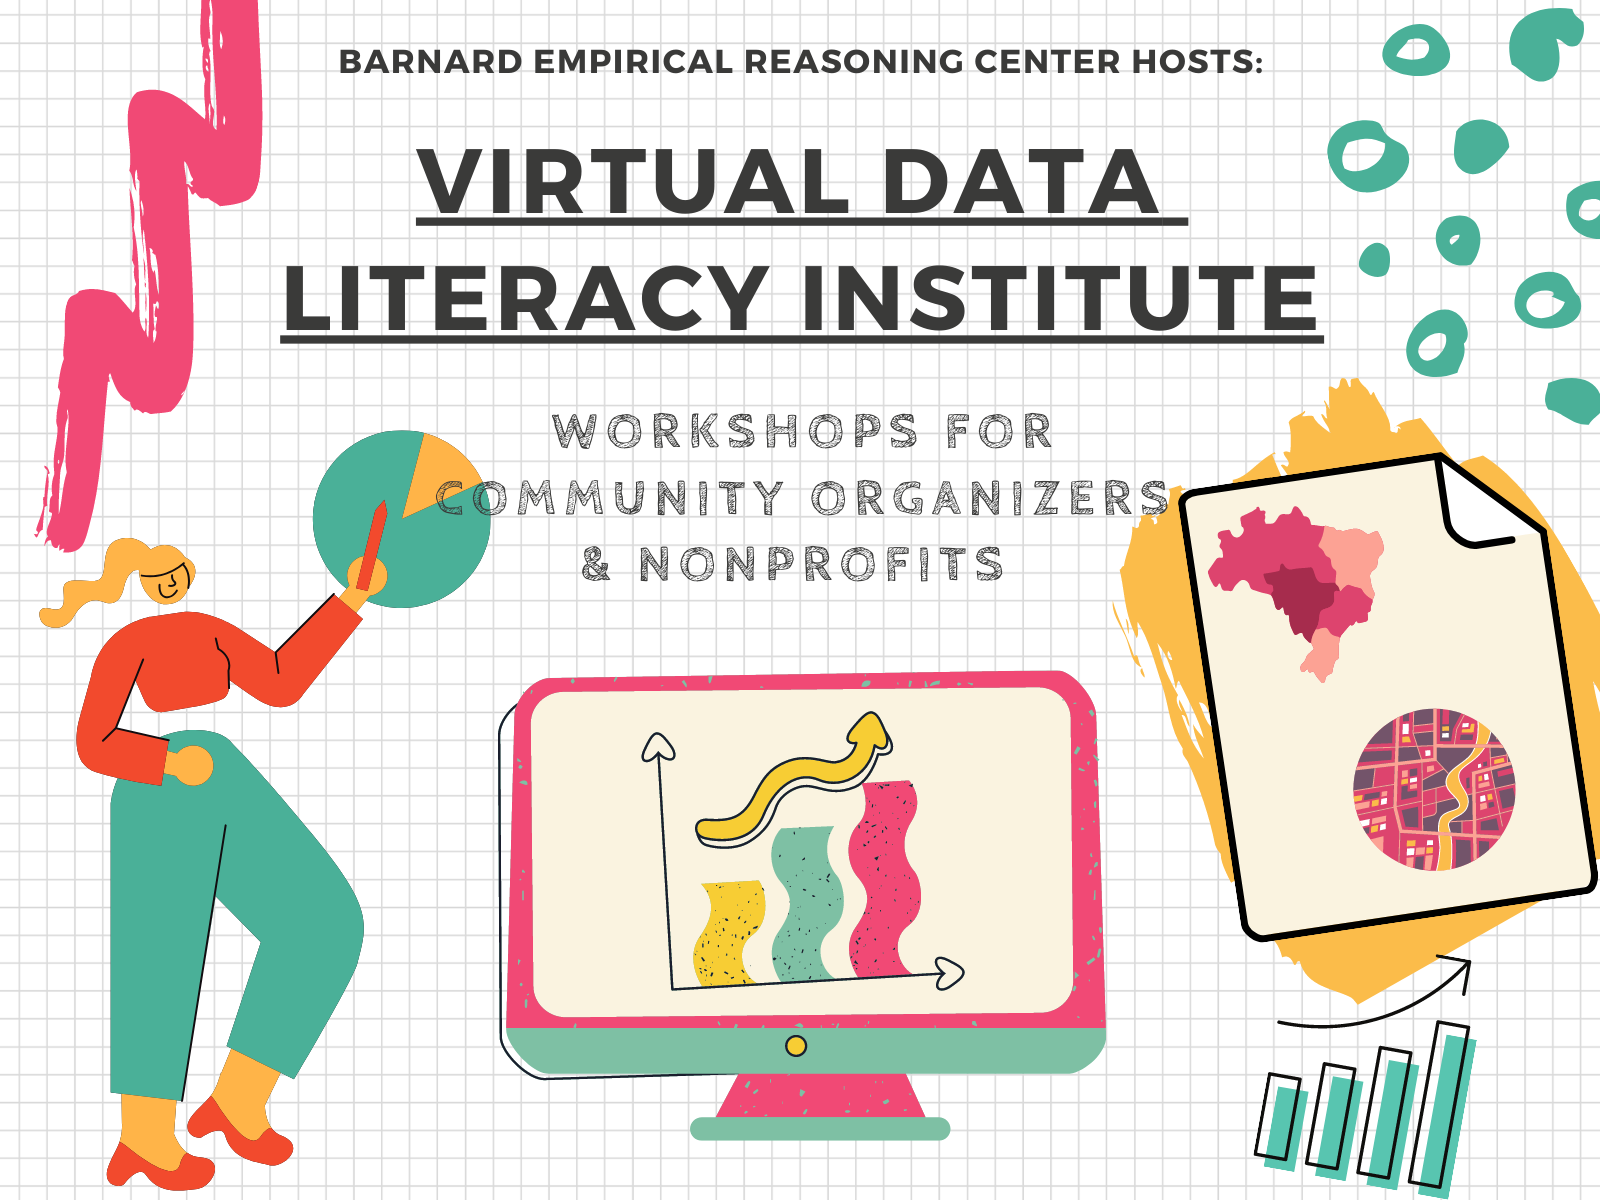 BARNARD EMPIRICAL REASONING CENTER HOSTS:
VIRTUAL DATA
LITERACY INSTITUTE
WORKSHOPS FOR
COMMUNITY ORGANIZERS
& NONPROFITS